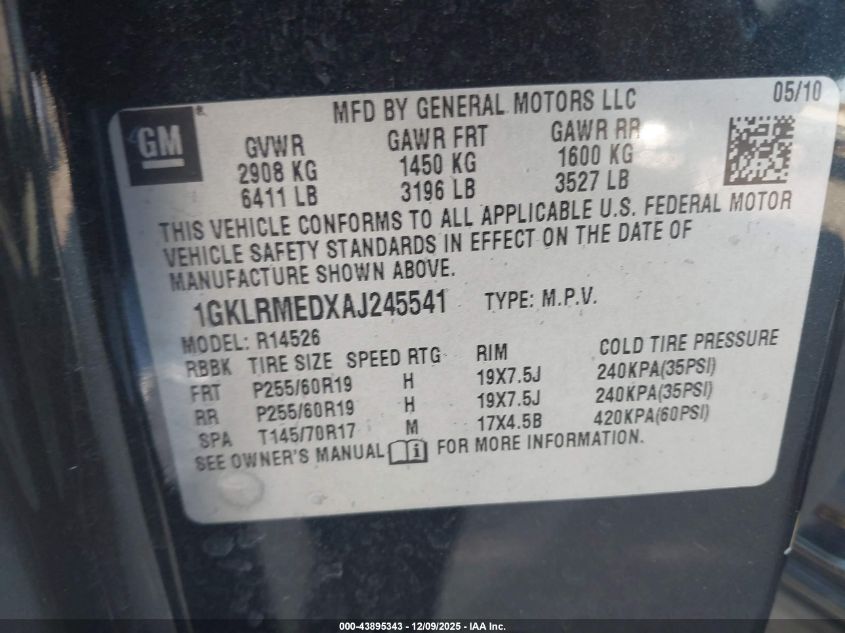 GM®
MFD BY GENERAL MOTORS LLC 05/10
GVWR GAWR FRT GAWR RR
2908 KG 1450 KG 1600 KG
6411 LB 3196 LB 3527 LB
THIS VEHICLE CONFORMS TO ALL APPLICABLE U.S. FEDERAL MOTOR
VEHICLE SAFETY STANDARDS IN EFFECT ON THE DATE OF
MANUFACTURE SHOWN ABOVE.
1GKLRMEDXAJ245541 TYPE: M.P.V.
MODEL: R14526
RBBK TIRE SIZE SPEED RTG RIM COLD TIRE PRESSURE
FRT P255/60R19 H 19X7.5J 240KPA(35PSI)
RR P255/60R19 H 19X7.5J 240KPA(35PSI)
SPA T145/70R17 M 17X4.5B 420KPA(60PSI)
SEE OWNER'S MANUAL i FOR MORE INFORMATION.
000-43895343 | 12/09/2025 - IAA Inc.